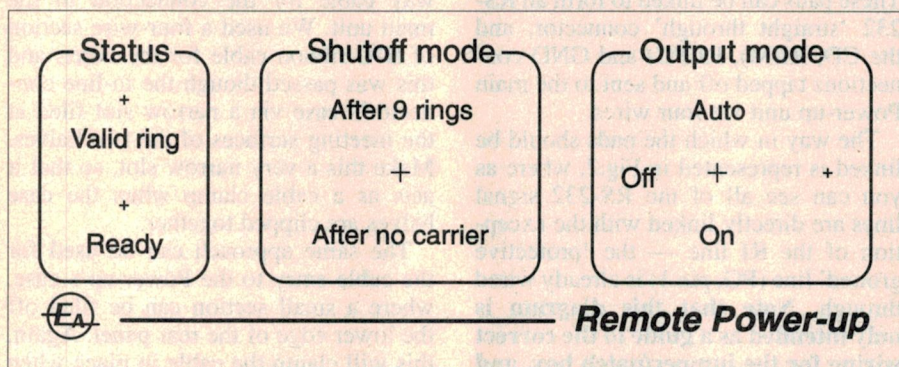 Status
Valid ring
Ready
Shutoff mode
After 9 rings
+
After no carrier
Output mode
Auto
Off + +
On
EA
Remote Power-up